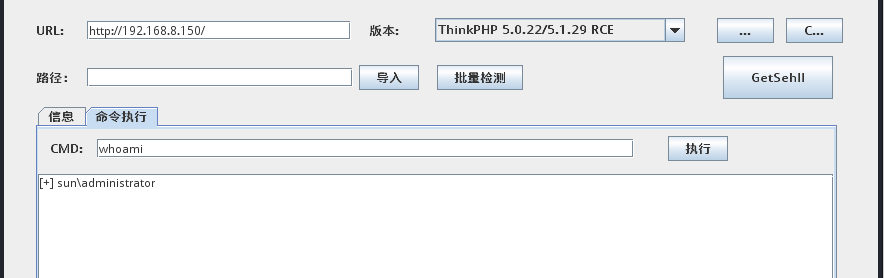 URL: http://192.168.8.150/ 版本: ThinkPHP 5.0.22/5.1.29 RCE ... C...
路径: 导入 批量检测 GetSehll
信息 命令执行
CMD: whoami 执行
[+] sun\administrator